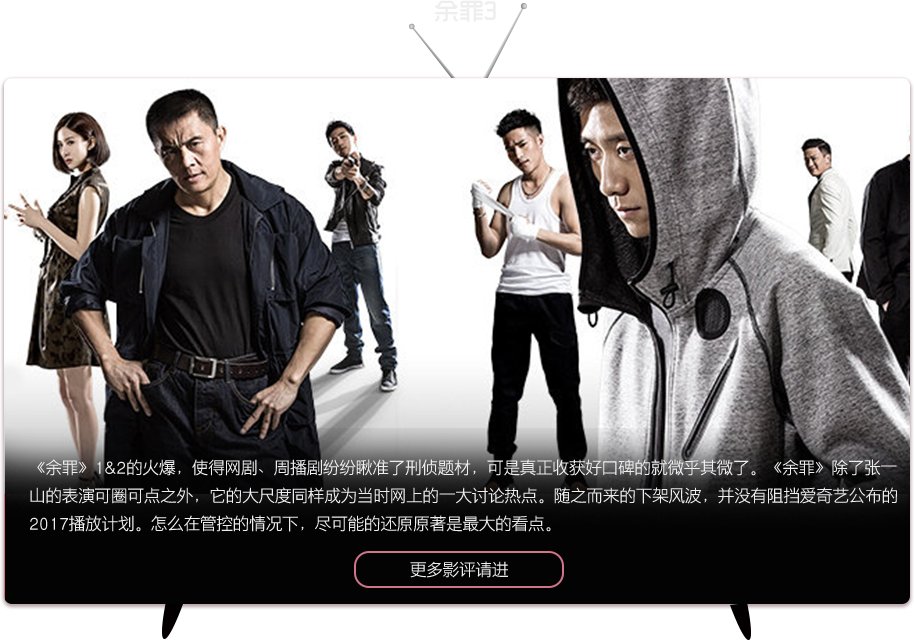 余罪3
《余罪》1&2的火爆，使得网剧、周播剧纷纷瞅准了刑侦题材，可是真正收获好口碑的就微乎其微了。《余罪》除了张一
山的表演可圈可点之外，它的大尺度同样成为当时网上的一大讨论热点。随之而来的下架风波，并没有阻挡爱奇艺公布的
2017播放计划。怎么在管控的情况下，尽可能的还原原著是最大的看点。
更多影评请进